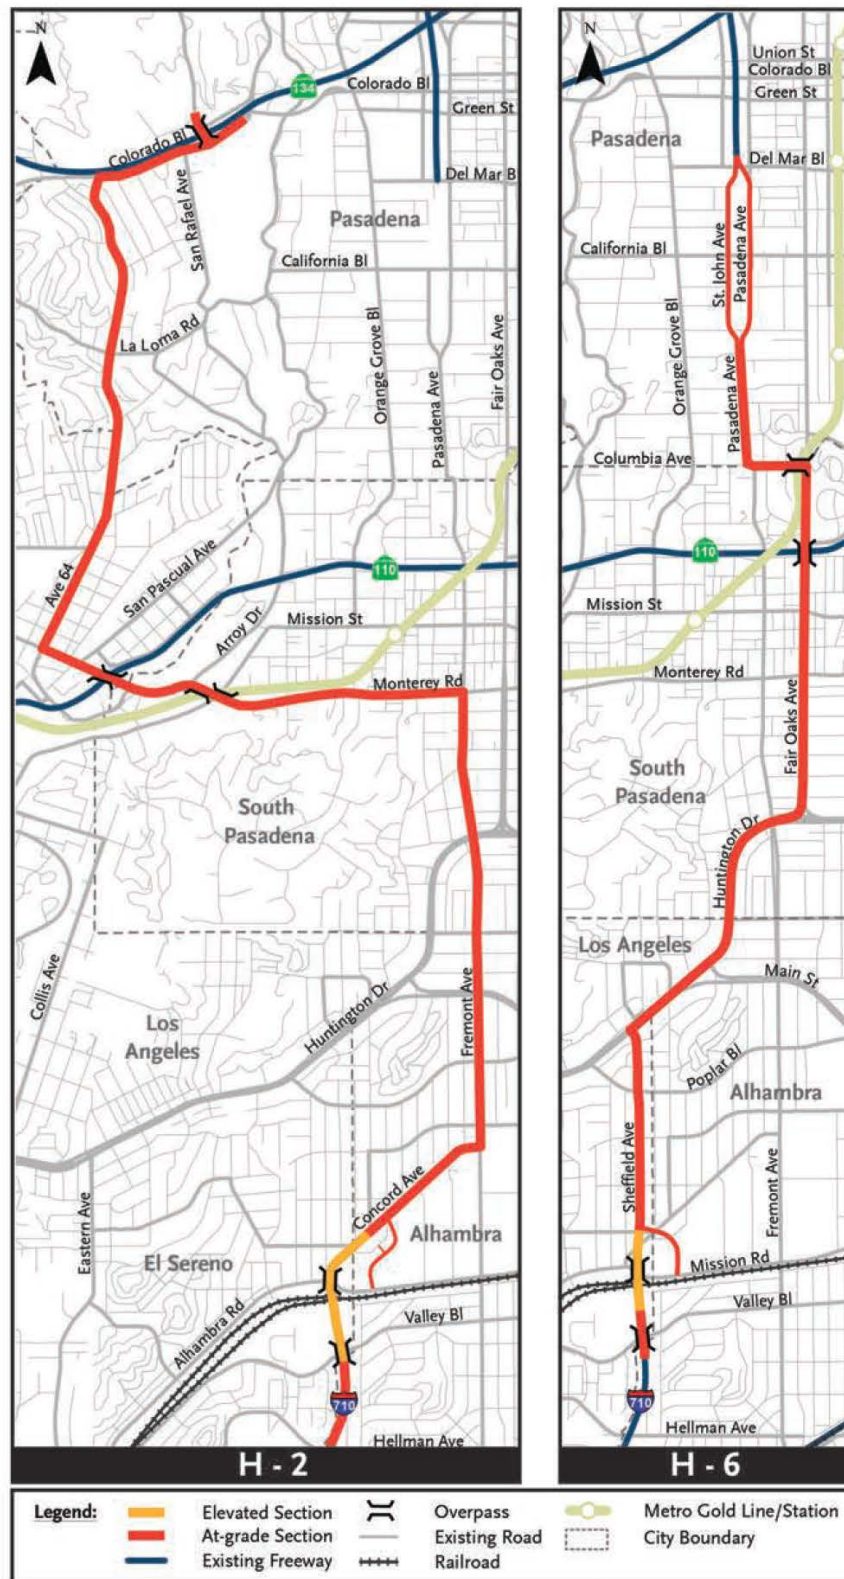 N
134
Colorado Bl
Green St
Colorado Bl
San Rafael Ave
Del Mar B
Pasadena
California Bl
La Loma Rd
Orange Grove Bl
Fair Oaks Ave
Pasadena Ave
Ave 64
San Pascual Ave
110
Arroy Dr
Mission St
Monterey Rd
South
Pasadena
Collis Ave
Los
Angeles
Huntington Dr
Fremont Ave
Eastern Ave
Concord Ave
El Sereno
Alhambra
Alhambra Rd
Valley Bl
710
Hellman Ave
H - 2
N
Union St
Colorado Bl
Green St
Pasadena
Del Mar Bl
St. John Ave
Pasadena Ave
California Bl
Orange Grove Bl
Pasadena Ave
Columbia Ave
110
Mission St
Monterey Rd
Fair Oaks Ave
South
Pasadena
Huntington Dr
Los Angeles
Main St
Poplar Bl
Alhambra
Sheffield Ave
Fremont Ave
Mission Rd
Valley Bl
710
Hellman Ave
H - 6
Legend:
Elevated Section
At-grade Section
Existing Freeway
Overpass
Existing Road
Railroad
Metro Gold Line/Station
City Boundary